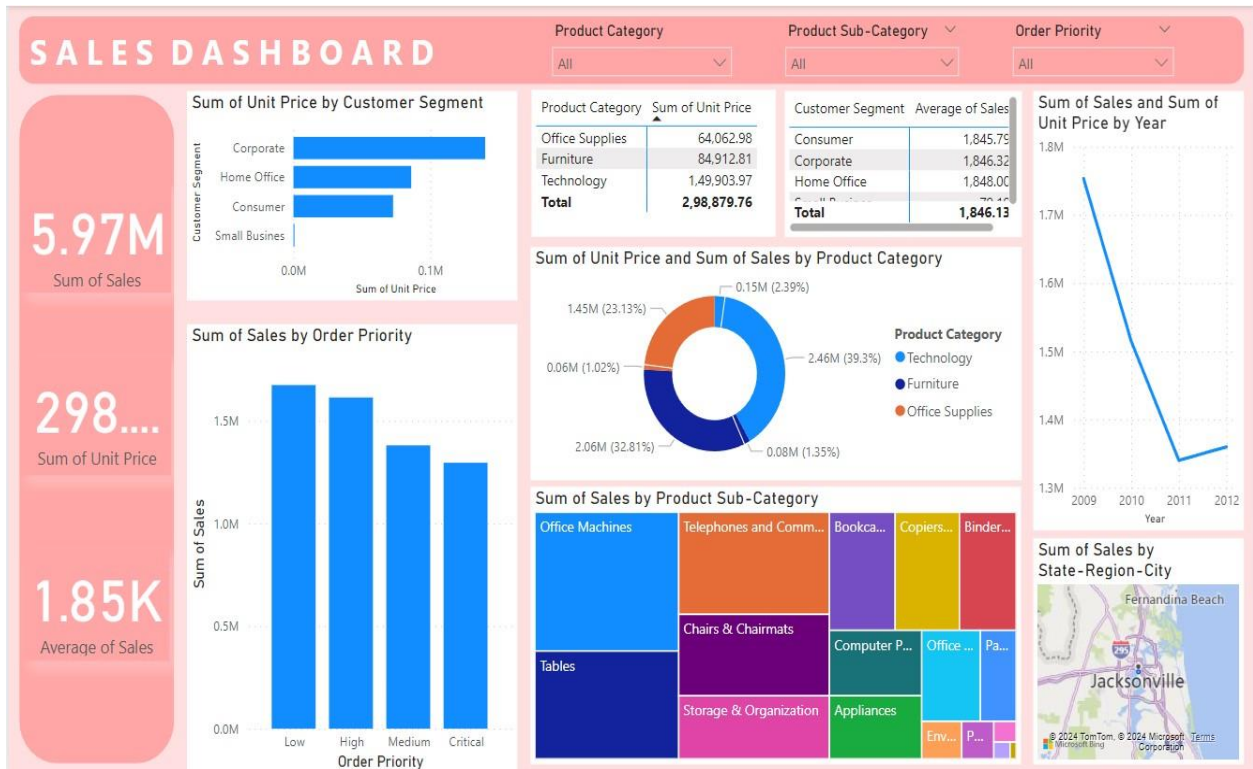 SALES DASHBOARD
Product Category
All
Product Sub-Category
All
Order Priority
All
5.97M
Sum of Sales
298....
Sum of Unit Price
1.85K
Average of Sales
Sum of Unit Price by Customer Segment
Customer Segment
Corporate
Home Office
Consumer
Small Busines
0.0M 0.1M
Sum of Unit Price
Product Category Sum of Unit Price
Office Supplies 64,062.98
Furniture 84,912.81
Technology 1,49,903.97
Total 2,98,879.76
Customer Segment Average of Sales
Consumer 1,845.79
Corporate 1,846.32
Home Office 1,848.00
Total 1,846.13
Sum of Sales and Sum of
Unit Price by Year
1.8M
1.7M
1.6M
1.5M
1.4M
1.3M
2009 2010 2011 2012
Year
Sum of Sales by Order Priority
Sum of Sales
1.5M
1.0M
0.5M
0.0M
Low High Medium Critical
Order Priority
Sum of Unit Price and Sum of Sales by Product Category
0.15M (2.39%)
1.45M (23.13%)
2.46M (39.3%)
0.06M (1.02%)
2.06M (32.81%)
0.08M (1.35%)
Product Category
Technology
Furniture
Office Supplies
Sum of Sales by Product Sub-Category
Office Machines
Tables
Telephones and Comm...
Chairs & Chairmats
Storage & Organization
Bookca...
Copiers...
Binder...
Computer P...
Office ...
Pa...
Appliances
Env...
P...
Sum of Sales by
State-Region-City
Fernandina Beach
295
Jacksonville
© 2024 TomTom, © 2024 Microsoft Terms
Corporation
Microsoft Bing